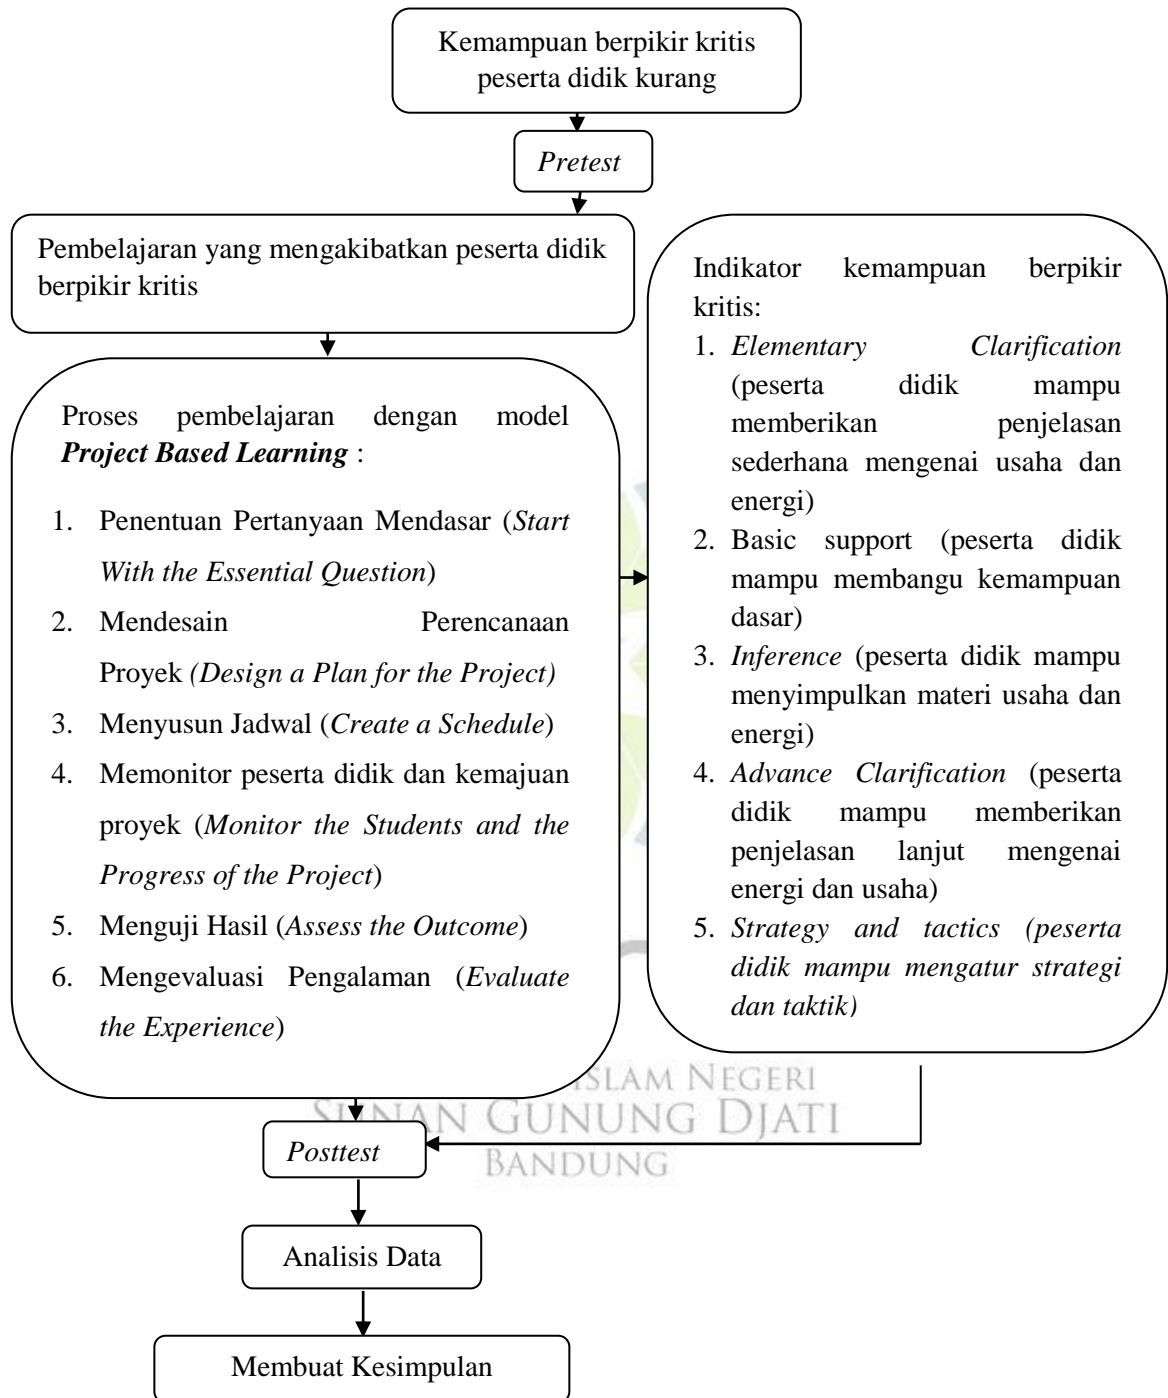 Kemampuan berpikir kritis
peserta didik kurang
Pretest
Pembelajaran yang mengakibatkan peserta didik
berpikir kritis
Proses pembelajaran dengan model
Project Based Learning :
1. Penentuan Pertanyaan Mendasar (Start
With the Essential Question)
2. Mendesain Perencanaan
Proyek (Design a Plan for the Project)
3. Menyusun Jadwal (Create a Schedule)
4. Memonitor peserta didik dan kemajuan
proyek (Monitor the Students and the
Progress of the Project)
5. Menguji Hasil (Assess the Outcome)
6. Mengevaluasi Pengalaman (Evaluate
the Experience)
Indikator kemampuan berpikir
kritis:
1. Elementary Clarification
(peserta didik mampu
memberikan penjelasan
sederhana mengenai usaha dan
energi)
2. Basic support (peserta didik
mampu membangu kemampuan
dasar)
3. Inference (peserta didik mampu
menyimpulkan materi usaha dan
energi)
4. Advance Clarification (peserta
didik mampu memberikan
penjelasan lanjut mengenai
energi dan usaha)
5. Strategy and tactics (peserta
didik mampu mengatur strategi
dan taktik)
ISLAM NEGERI
SUNAN GUNUNG DJATI
BANDUNG
Posttest
Analisis Data
Membuat Kesimpulan